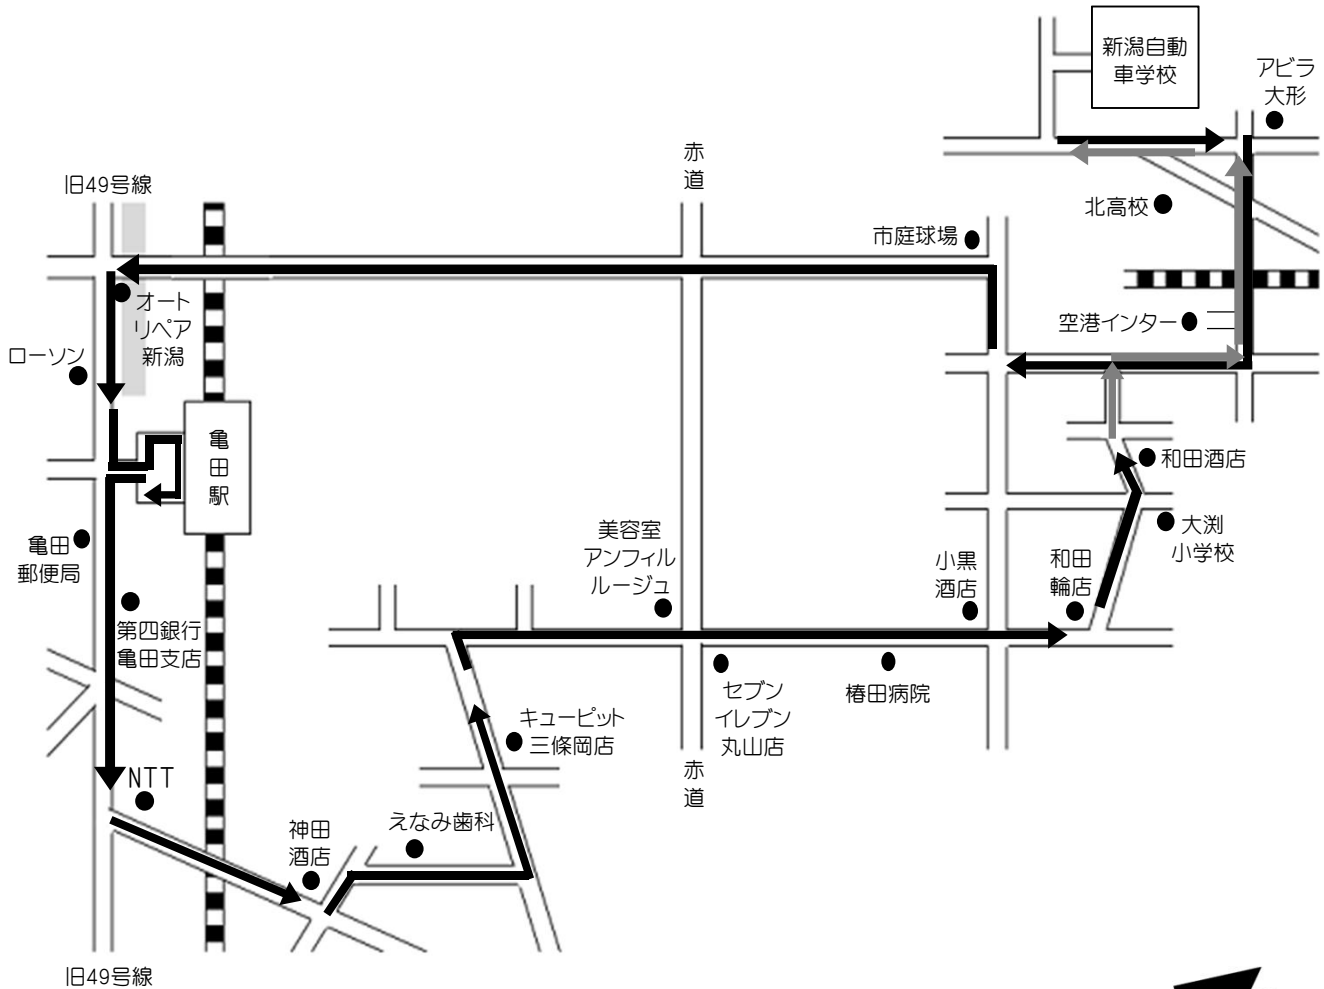 新潟自動
車学校
アビラ
大形
赤
道
旧49号線
北高校
市庭球場
オート
リペア
新潟
空港インター
ローソン
亀
田
駅
和田酒店
大渕
小学校
美容室
アンフィル
ルージュ
小黒
酒店
和田
輪店
亀田
郵便局
第四銀行
亀田支店
セブン
イレブン
丸山店
椿田病院
キューピット
三條岡店
赤
道
NTT
えなみ歯科
神田
酒店
旧49号線